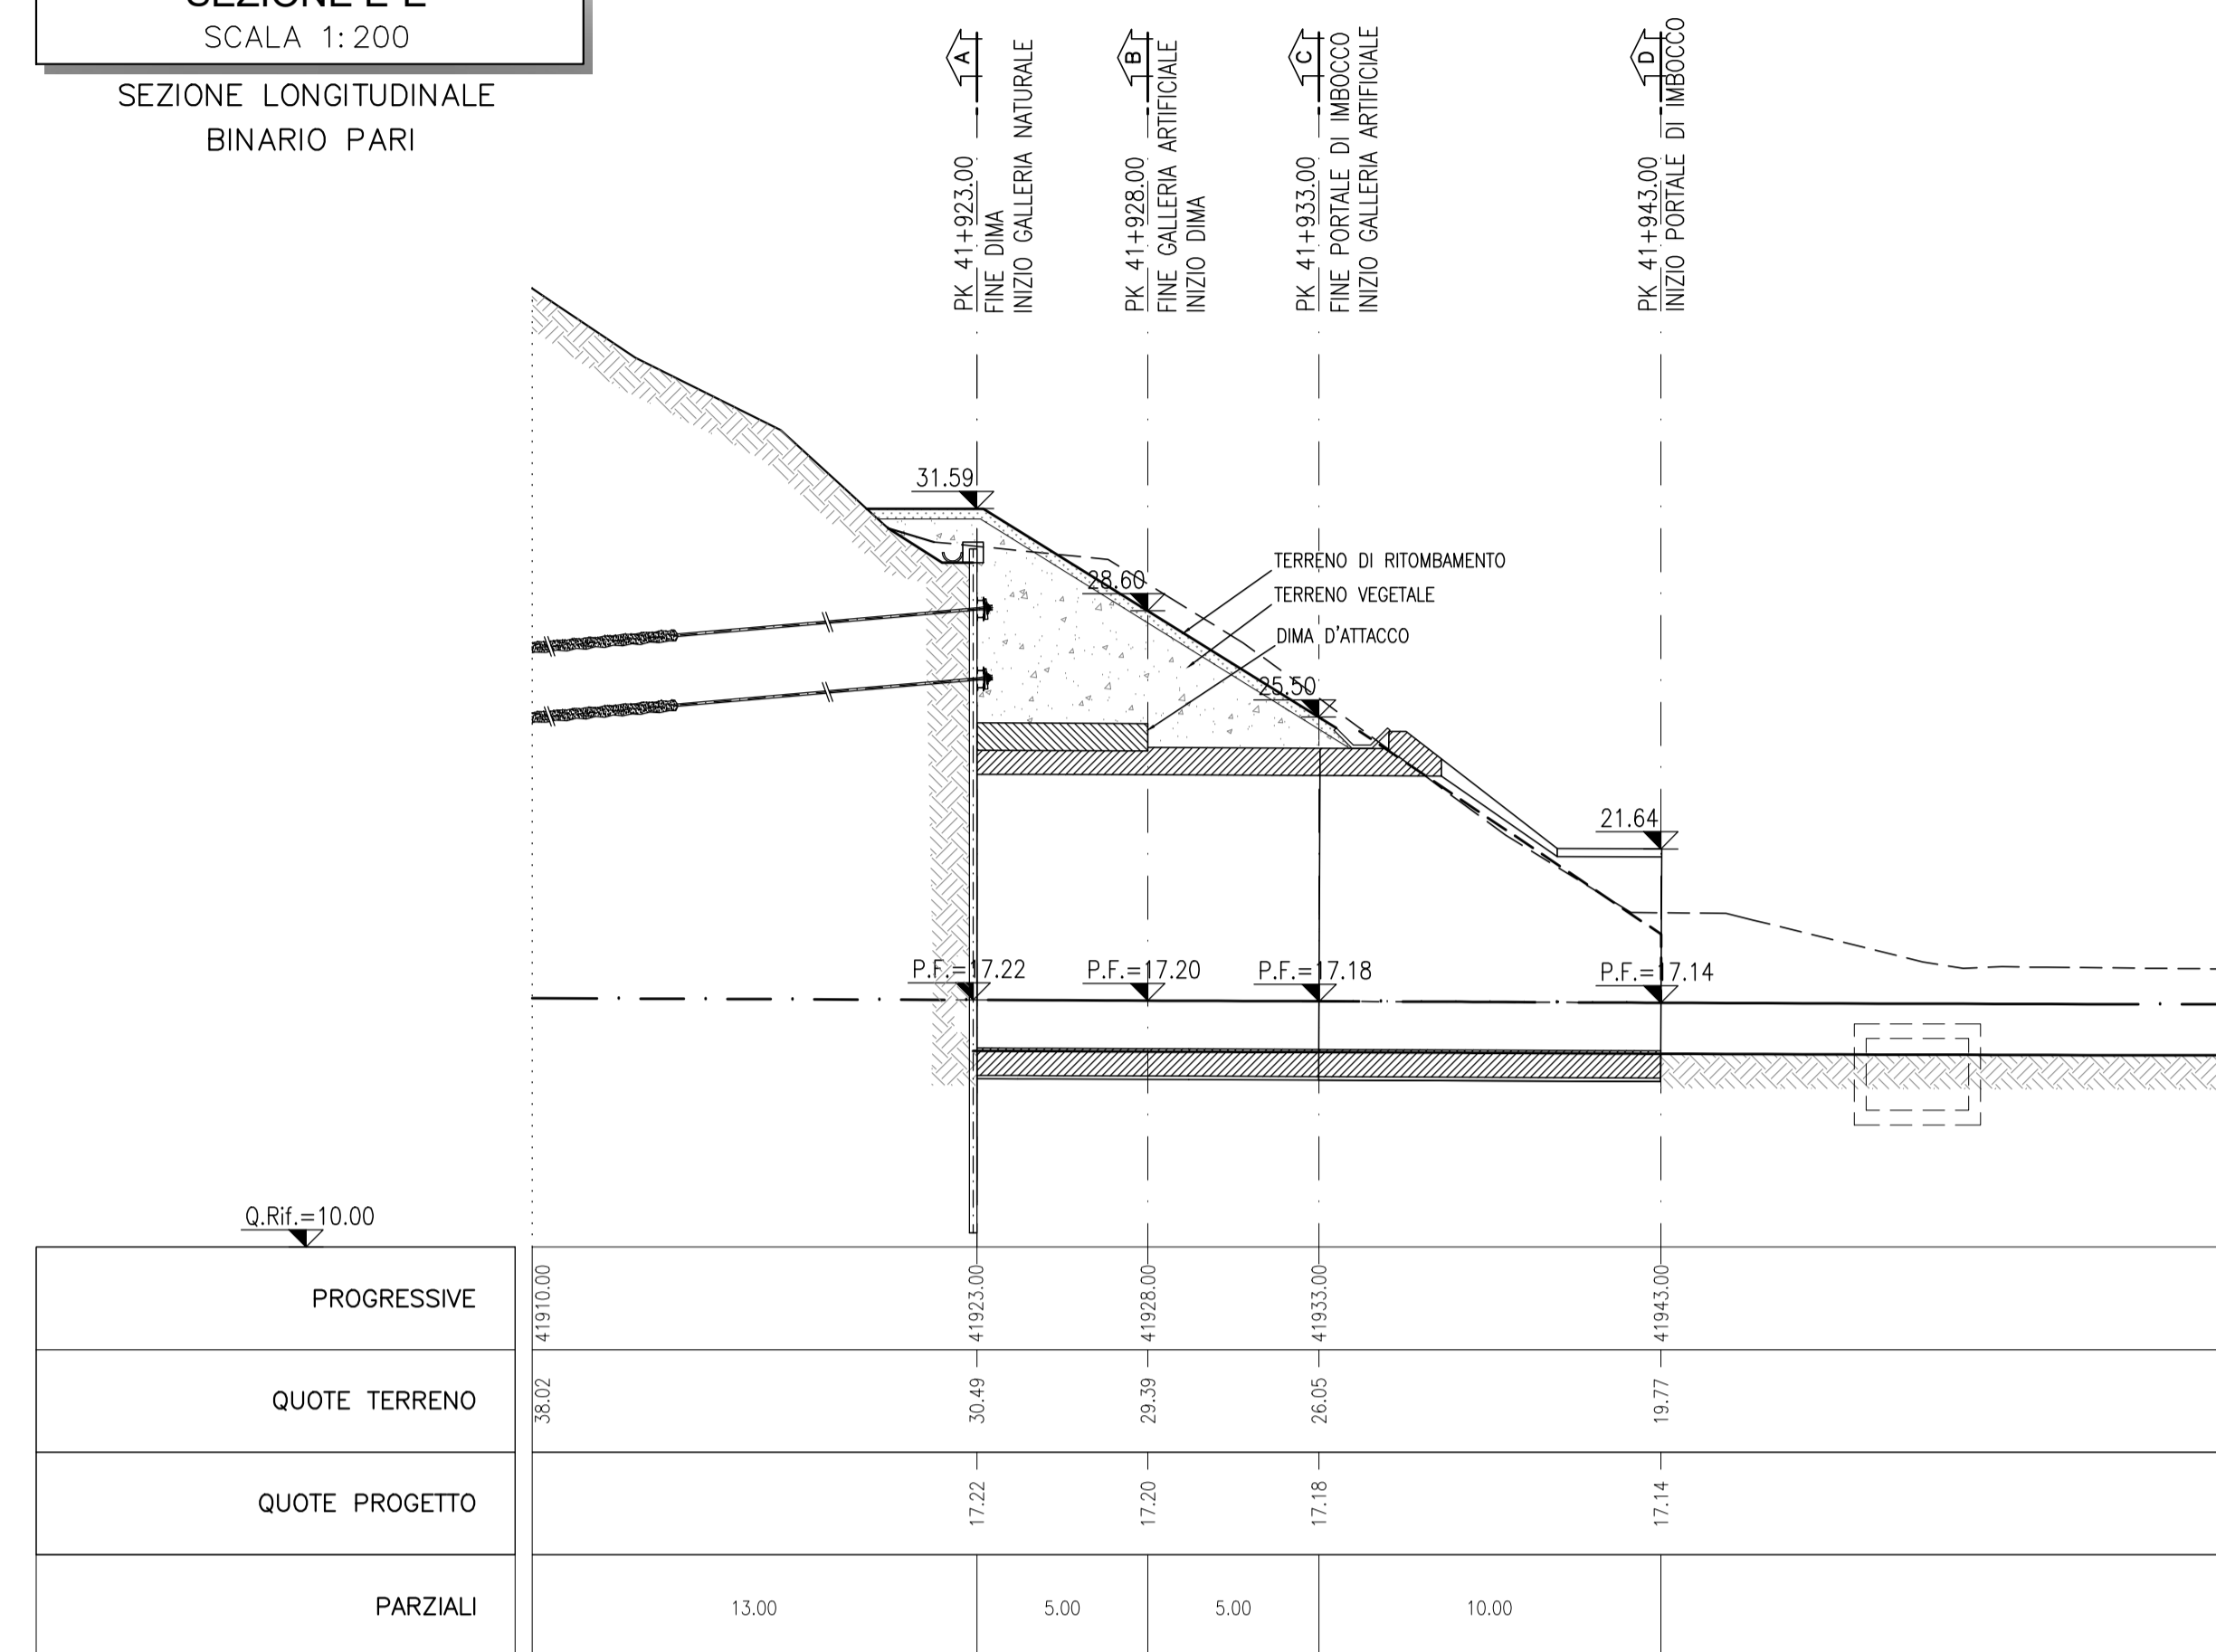 SEZIONE E-E
SCALA 1:200
SEZIONE LONGITUDINALE
BINARIO PARI
A
PK 41+923.00
FINE DIMA
INIZIO GALLERIA NATURALE
B
PK 41+928.00
FINE GALLERIA ARTIFICIALE
INIZIO DIMA
C
PK 41+933.00
FINE PORTALE DI IMBOCCO
INIZIO GALLERIA ARTIFICIALE
D
PK 41+943.00
INIZIO PORTALE DI IMBOCCO
31.59
28.60
25.50
21.64
TERRENO DI RITOMBAMENTO
TERRENO VEGETALE
DIMA D'ATTACCO
P.F.=17.22
P.F.=17.20
P.F.=17.18
P.F.=17.14
Q.Rif.=10.00
PROGRESSIVE
41910.00
41923.00
41928.00
41933.00
41943.00
QUOTE TERRENO
38.02
30.49
29.39
26.05
19.77
QUOTE PROGETTO
17.22
17.20
17.18
17.14
PARZIALI
13.00
5.00
5.00
10.00